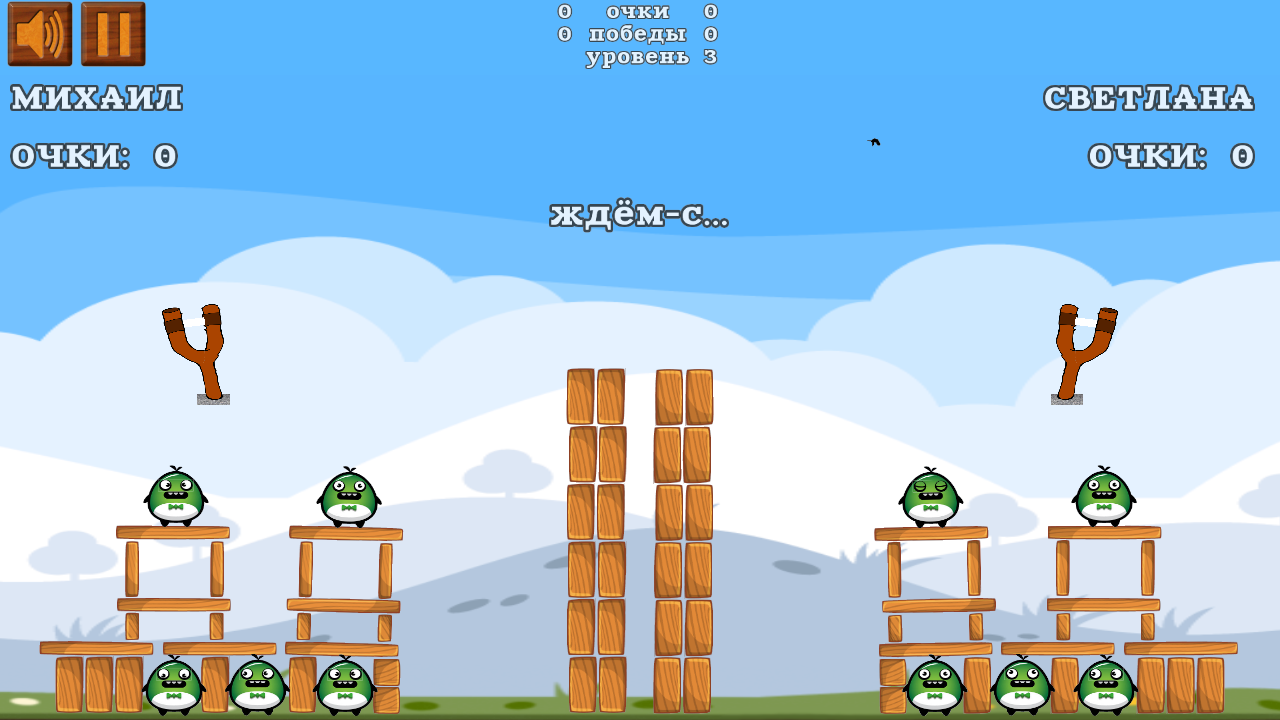 0 очки 0
0 победы 0
уровень 3
МИХАИЛ
СВЕТЛАНА
ОЧКИ: 0
ОЧКИ: 0
ждём-с...